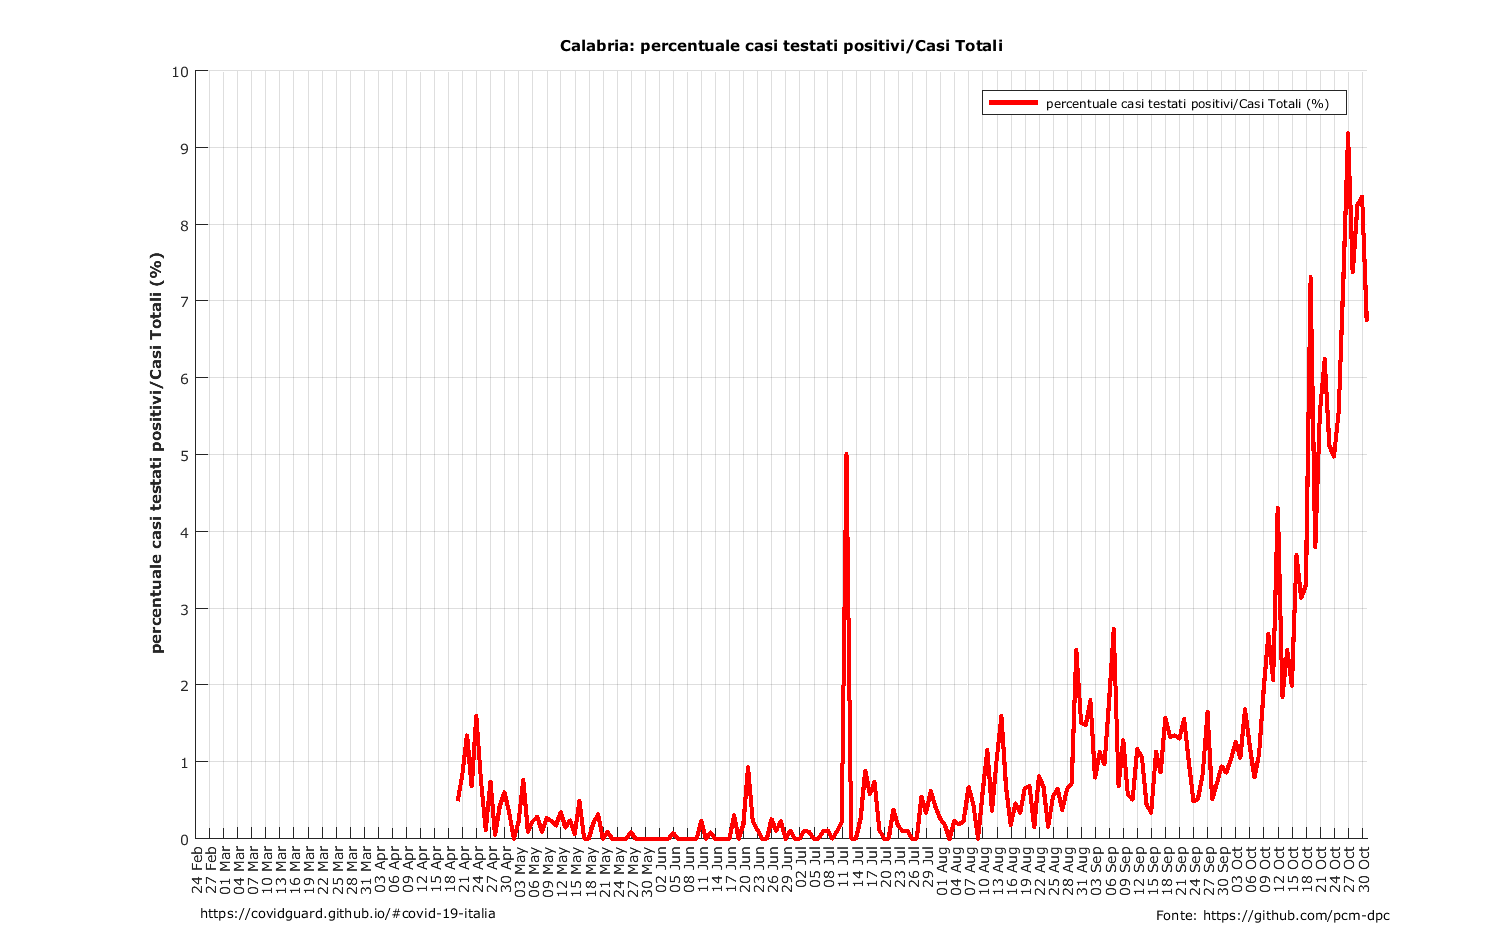 Calabria: percentuale casi testati positivi/Casi Totali
percentuale casi testati positivi/Casi Totali (%)
percentuale casi testati positivi/Casi Totali (%)
10
9
8
7
6
5
4
3
2
1
0
24 Feb
27 Feb
01 Mar
04 Mar
07 Mar
10 Mar
13 Mar
16 Mar
19 Mar
22 Mar
25 Mar
28 Mar
31 Mar
03 Apr
06 Apr
09 Apr
12 Apr
15 Apr
18 Apr
21 Apr
24 Apr
27 Apr
30 Apr
03 May
06 May
09 May
12 May
15 May
18 May
21 May
24 May
27 May
30 May
02 Jun
05 Jun
08 Jun
11 Jun
14 Jun
17 Jun
20 Jun
23 Jun
26 Jun
29 Jun
02 Jul
05 Jul
08 Jul
11 Jul
14 Jul
17 Jul
20 Jul
23 Jul
26 Jul
29 Jul
01 Aug
04 Aug
07 Aug
10 Aug
13 Aug
16 Aug
19 Aug
22 Aug
25 Aug
28 Aug
31 Aug
03 Sep
06 Sep
09 Sep
12 Sep
15 Sep
18 Sep
21 Sep
24 Sep
27 Sep
30 Sep
03 Oct
06 Oct
09 Oct
12 Oct
15 Oct
18 Oct
21 Oct
24 Oct
27 Oct
30 Oct
https://covidguard.github.io/#covid-19-italia
Fonte: https://github.com/pcm-dpc